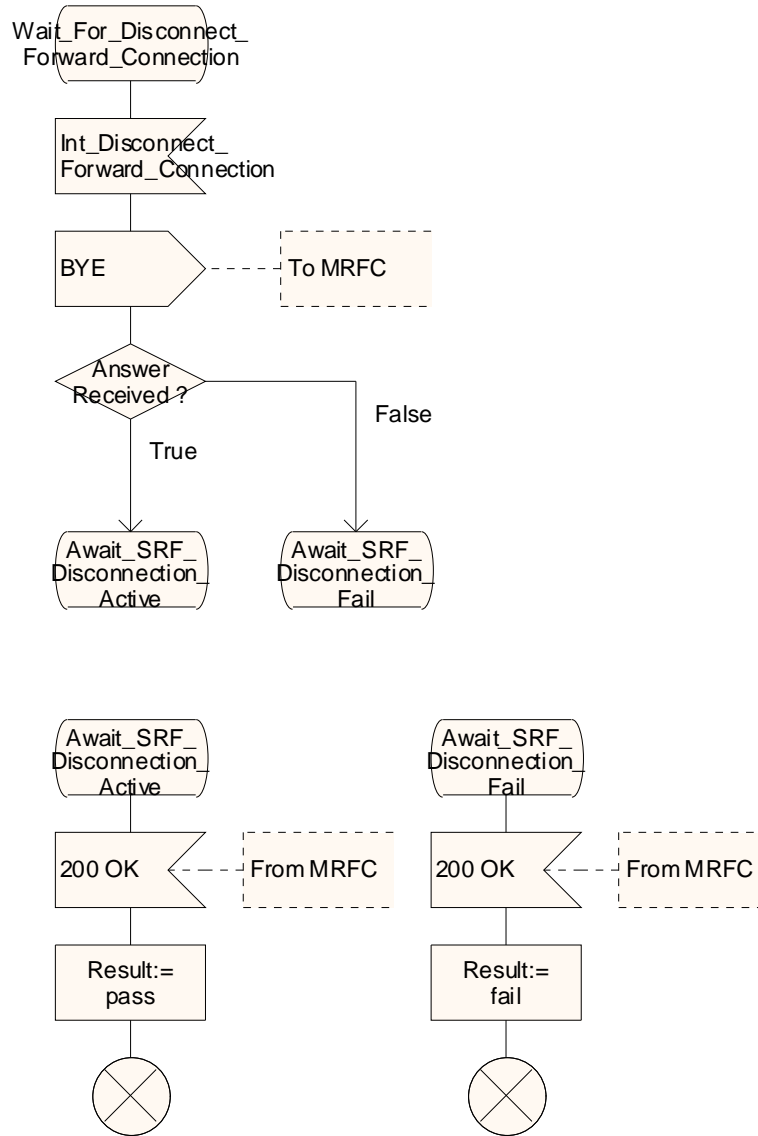 Wait_For_Disconnect_
Forward_Connection
Int_Disconnect_
Forward_Connection
BYE
To MRFC
Answer
Received ?
False
True
Await_SRF_
Disconnection_
Active
Await_SRF_
Disconnection_
Fail
Await_SRF_
Disconnection_
Active
Await_SRF_
Disconnection_
Fail
200 OK
From MRFC
200 OK
From MRFC
Result:=
pass
Result:=
fail